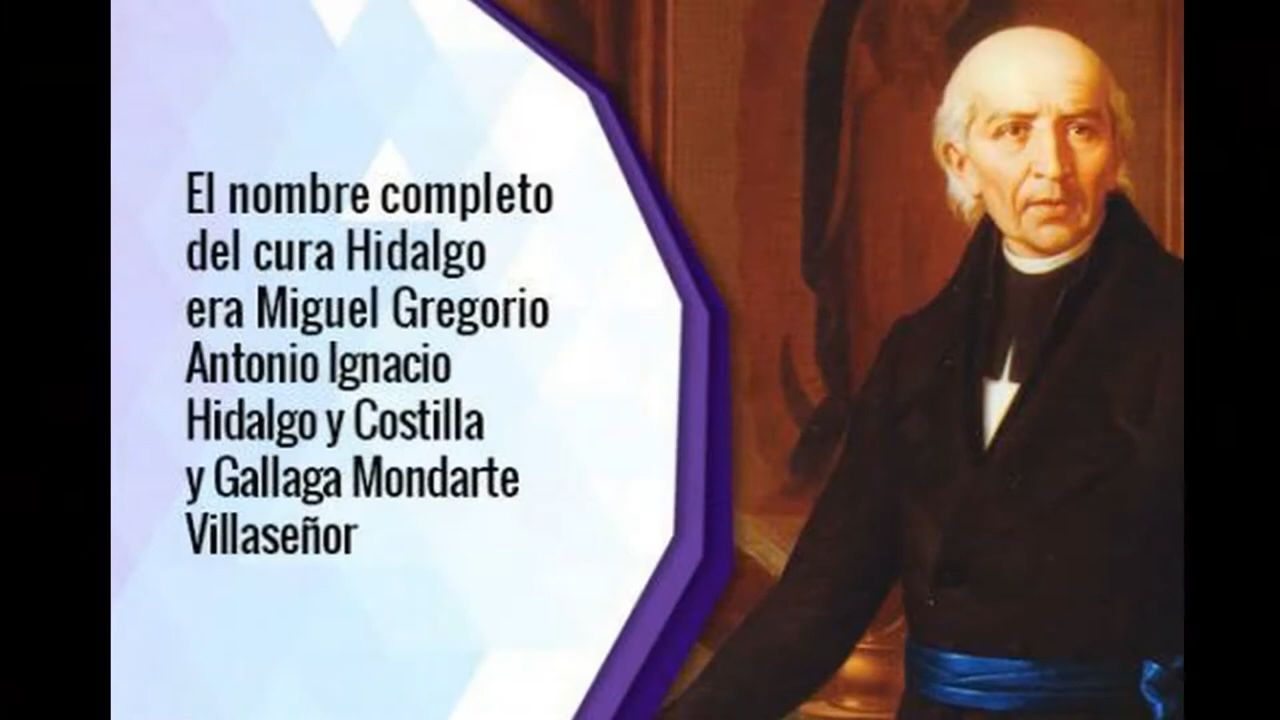 El nombre completo
del cura Hidalgo
era Miguel Gregorio
Antonio Ignacio
Hidalgo y Costilla
y Gallaga Mondarte
Villaseñor